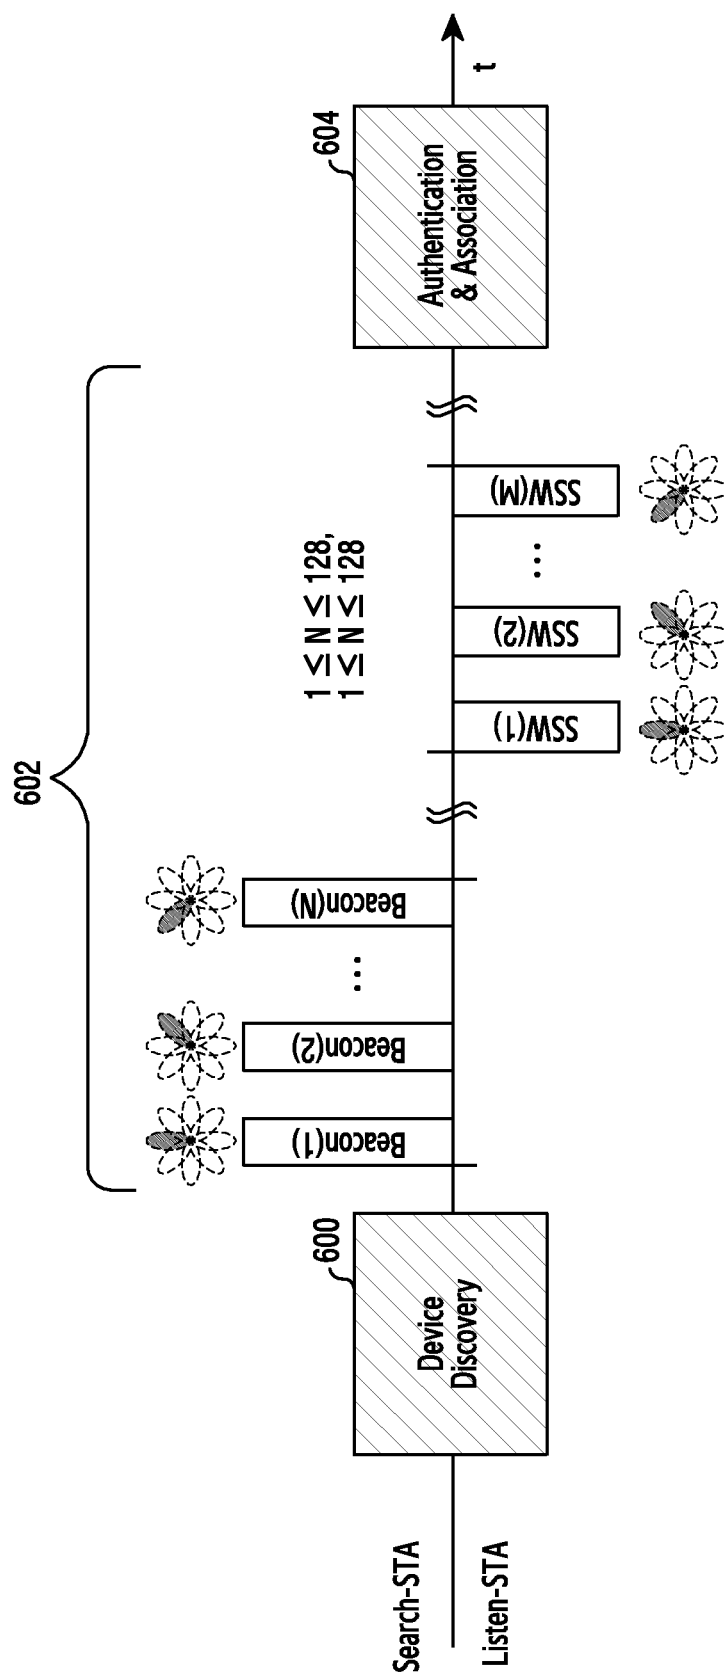 602
Search-STA
Listen-STA
600
Device
Discovery
Beacon(1)
Beacon(2)
...
Beacon(N)
1 ≤ N ≤ 128,
1 ≤ N ≤ 128
SSW(1)
SSW(2)
...
SSW(M)
604
Authentication
& Association
t